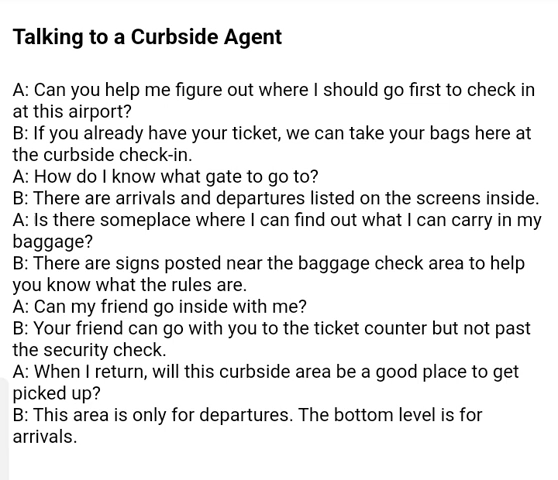 Talking to a Curbside Agent
A: Can you help me figure out where I should go first to check in
at this airport?
B: If you already have your ticket, we can take your bags here at
the curbside check-in.
A: How do I know what gate to go to?
B: There are arrivals and departures listed on the screens inside.
A: Is there someplace where I can find out what I can carry in my
baggage?
B: There are signs posted near the baggage check area to help
you know what the rules are.
A: Can my friend go inside with me?
B: Your friend can go with you to the ticket counter but not past
the security check.
A: When I return, will this curbside area be a good place to get
picked up?
B: This area is only for departures. The bottom level is for
arrivals.